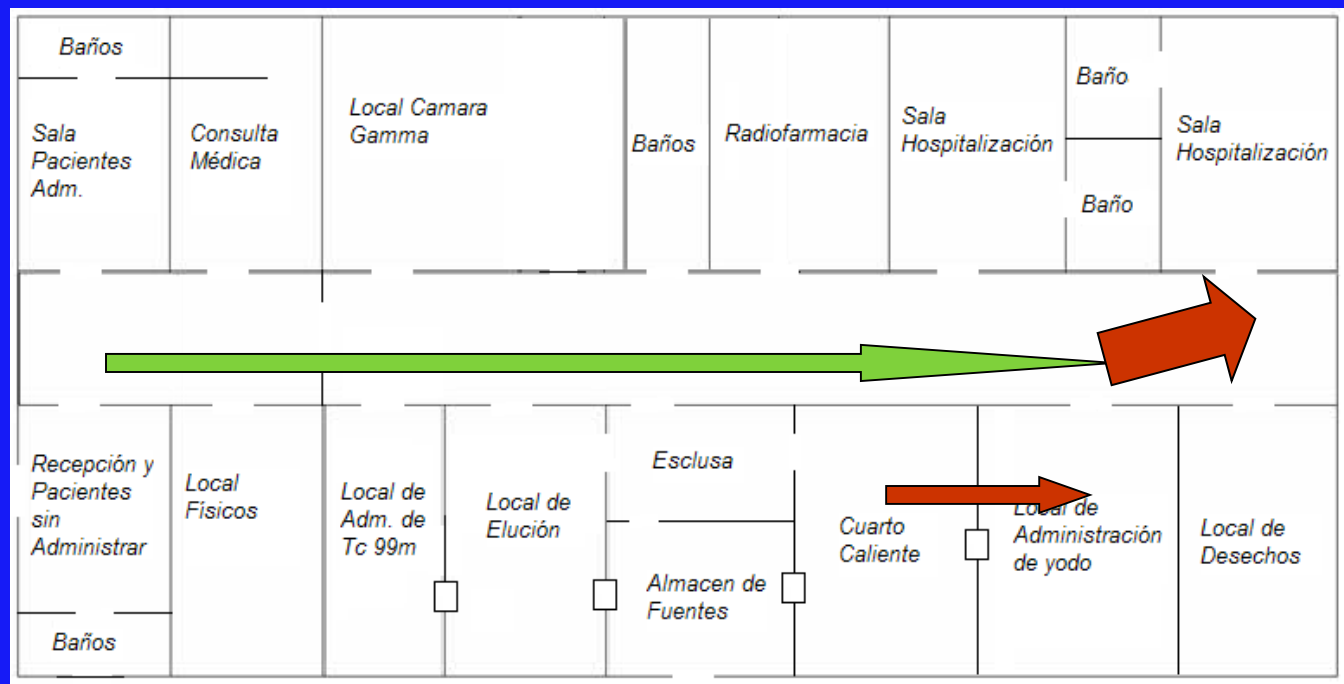 Baños
Sala
Pacientes
Adm.
Consulta
Médica
Local Camara
Gamma
Baños
Radiofarmacia
Sala
Hospitalización
Baño
Baño
Sala
Hospitalización
Recepción y
Pacientes
sin
Administrar
Baños
Local
Físicos
Local de
Adm. de
Tc 99m
Local de
Elución
Esclusa
Almacen de
Fuentes
Cuarto
Caliente
Local de
Administración
de yodo
Local de
Desechos